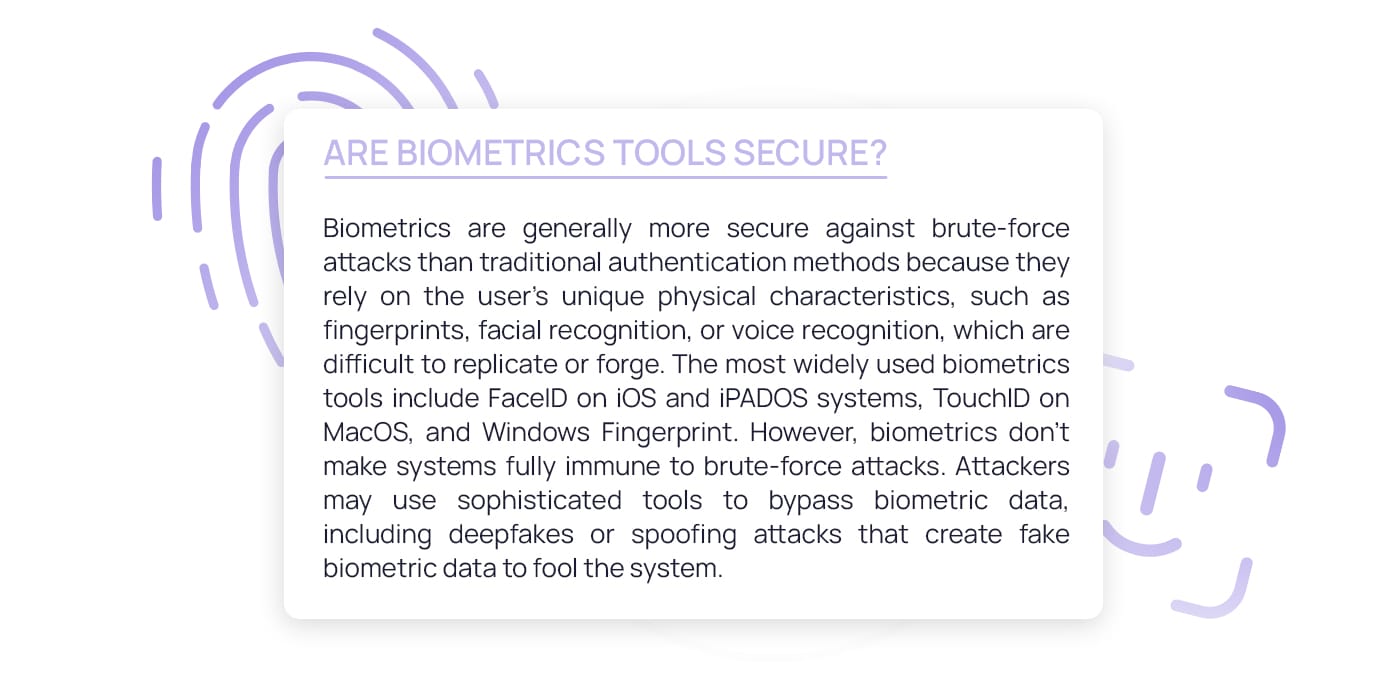 ARE BIOMETRICS TOOLS SECURE?
Biometrics are generally more secure against brute-force
attacks than traditional authentication methods because they
rely on the user’s unique physical characteristics, such as
fingerprints, facial recognition, or voice recognition, which are
difficult to replicate or forge. The most widely used biometrics
tools include FaceID on iOS and iPADOS systems, TouchID on
MacOS, and Windows Fingerprint. However, biometrics don’t
make systems fully immune to brute-force attacks. Attackers
may use sophisticated tools to bypass biometric data,
including deepfakes or spoofing attacks that create fake
biometric data to fool the system.